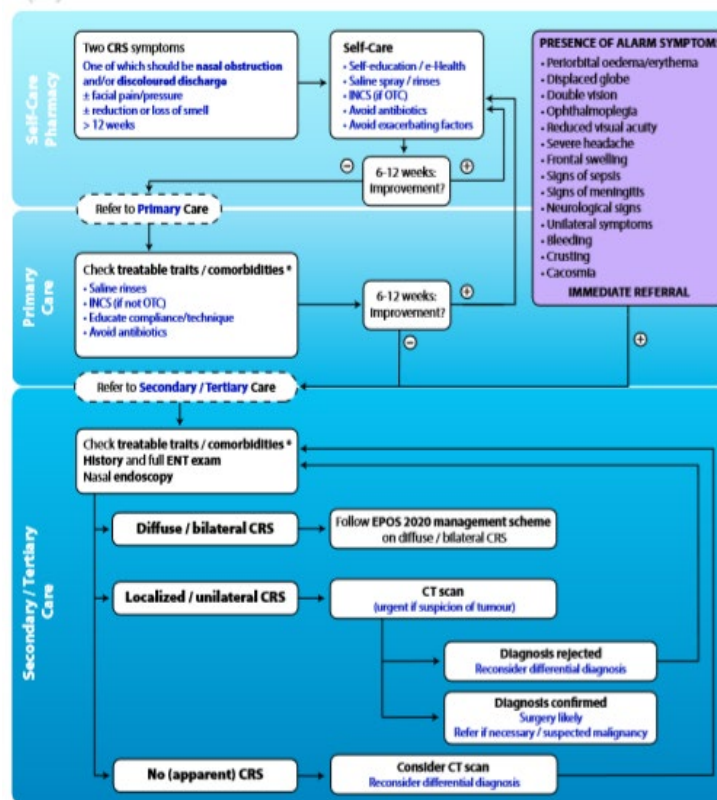 Self-Care
Pharmacy
Two CRS symptoms
One of which should be nasal obstruction
and/or discoloured discharge
± facial pain/pressure
± reduction or loss of smell
> 12 weeks
Self-Care
• Self-education / e-Health
• Saline spray / rinses
• INCS (if OTC)
• Avoid antibiotics
• Avoid exacerbating factors
PRESENCE OF ALARM SYMPTOMS
• Periorbital oedema/erythema
• Displaced globe
• Double vision
• Ophthalmoplegia
• Reduced visual acuity
• Severe headache
• Frontal swelling
• Signs of sepsis
• Signs of meningitis
• Neurological signs
• Unilateral symptoms
• Bleeding
• Crusting
• Cacosmia
IMMEDIATE REFERRAL
+
−
6-12 weeks:
Improvement?
+
Refer to Primary Care
Primary
Care
Check treatable traits / comorbidities *
• Saline rinses
• INCS (if not OTC)
• Educate compliance/technique
• Avoid antibiotics
6-12 weeks:
Improvement?
+
−
Refer to Secondary / Tertiary Care
Secondary / Tertiary
Care
Check treatable traits / comorbidities *
History and full ENT exam
Nasal endoscopy
Diffuse / bilateral CRS
Follow EPOS 2020 management scheme
on diffuse / bilateral CRS
Localized / unilateral CRS
CT scan
(urgent if suspicion of tumour)
Diagnosis rejected
Reconsider differential diagnosis
Diagnosis confirmed
Surgery likely
Refer if necessary / suspected malignancy
No (apparent) CRS
Consider CT scan
Reconsider differential diagnosis